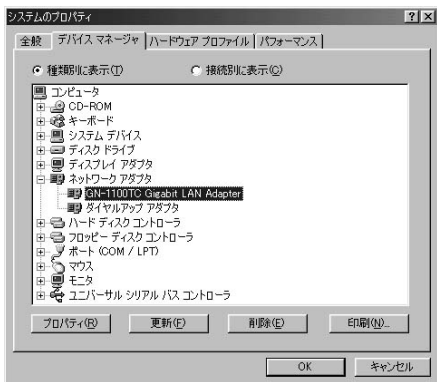 システムのプロパティ
全般 デバイス マネージャ ハードウェア プロファイル パフォーマンス
種類別に表示(T) 接続別に表示(C)
コンピュータ
CD-ROM
キーボード
システム デバイス
ディスク ドライブ
ディスプレイ アダプタ
ネットワーク アダプタ
GN-1100TC Gigabit LAN Adapter
ダイヤルアップ アダプタ
ハード ディスク コントローラ
フロッピー ディスク コントローラ
ポート (COM / LPT)
マウス
モニタ
ユニバーサル シリアル バス コントローラ
プロパティ(R) 更新(F) 削除(E) 印刷(N)...
OK キャンセル